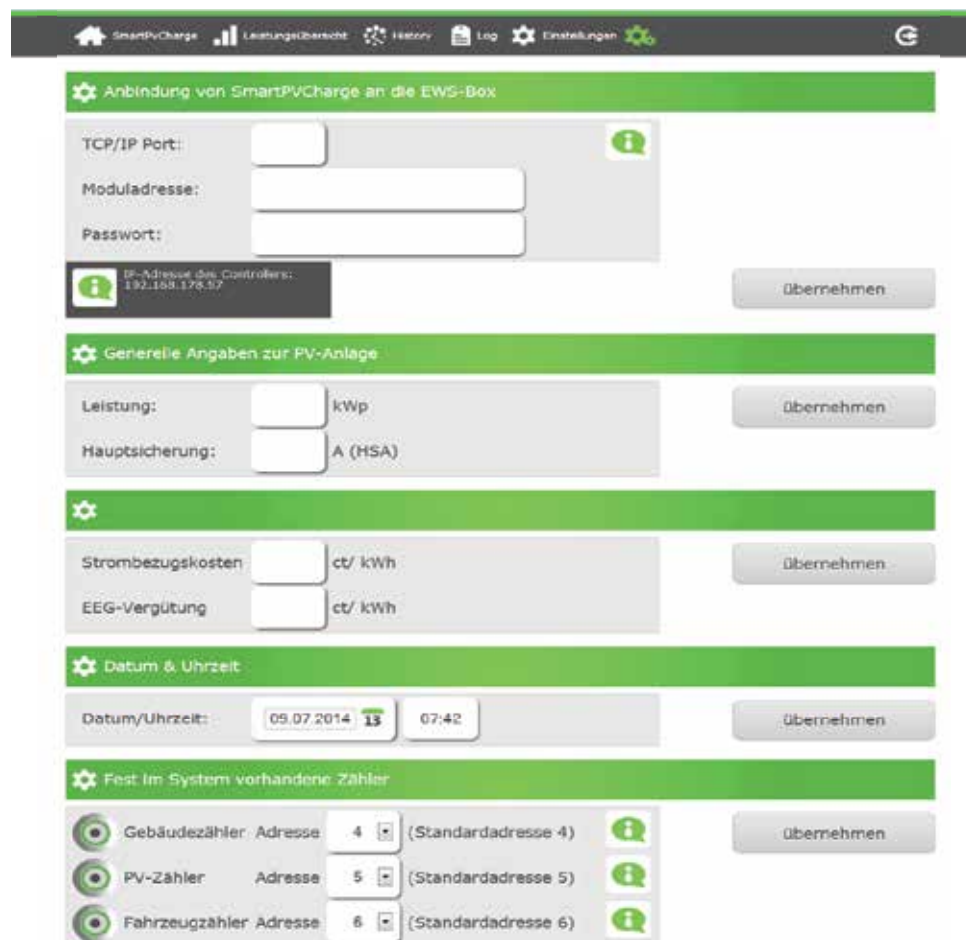 SmartPvCharge Leistungsübersicht History Log Einstellungen
Anbindung von SmartPVCharge an die EWS-Box
TCP/IP Port:
Moduladresse:
Passwort:
IP-Adresse des Controllers:
192.168.178.57
übernehmen
Generelle Angaben zur PV-Anlage
Leistung: kWp
übernehmen
Hauptsicherung: A (HSA)
Strombezugskosten ct/ kWh
übernehmen
EEG-Vergütung ct/ kWh
Datum & Uhrzeit
Datum/Uhrzeit: 09.07.2014 13 07:42
übernehmen
Fest im System vorhandene Zähler
Gebäudezähler Adresse 4 (Standardadresse 4)
übernehmen
PV-Zähler Adresse 5 (Standardadresse 5)
Fahrzeugzähler Adresse 6 (Standardadresse 6)